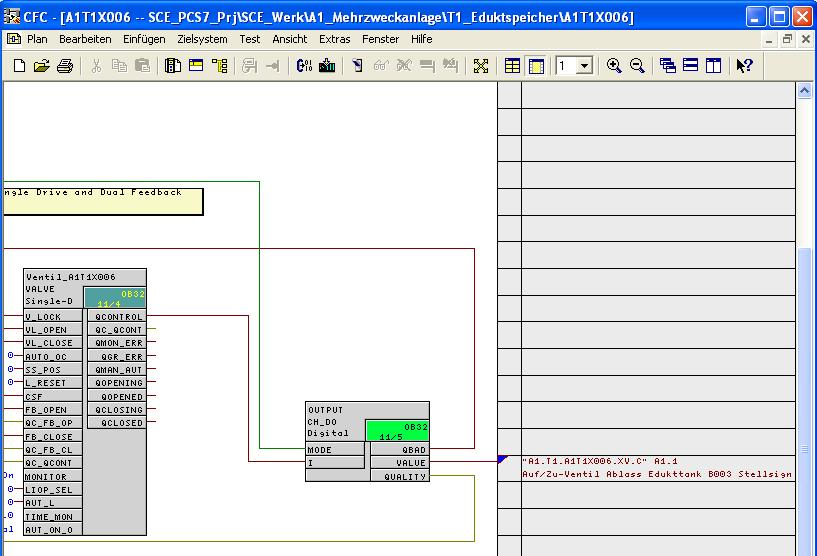 CFC - [A1T1X006 -- SCE_PCS7_Prj\SCE_Werk\A1_Mehrzweckanlage\T1_Eduktspeicher\A1T1X006]
Plan Bearbeiten Einfügen Zielsystem Test Ansicht Extras Fenster Hilfe
1
ngle Drive and Dual Feedback
Ventil_A1T1X006
VALVE
Single-D
OB32
11/4
V_LOCK QCONTROL
VL_OPEN QC_QCONT
VL_CLOSE QMON_ERR
0 AUTO_OC QGR_ERR
0 SS_POS QMAN_AUT
0 L_RESET QOPENING
CSF QOPENED
FB_OPEN QCLOSING
QC_FB_OP QCLOSED
FB_CLOSE
QC_FB_CL
QC_QCONT
On MONITOR
0 LIOP_SEL
0 AUT_L
.0 TIME_MON
al AUT_ON_O
OUTPUT
CH_DO
Digital
OB32
11/5
MODE QBAD
I VALUE
QUALITY
"A1.T1.A1T1X006.XV.C" A1.1
Auf/Zu-Ventil Ablass Edukttank B003 Stellsign